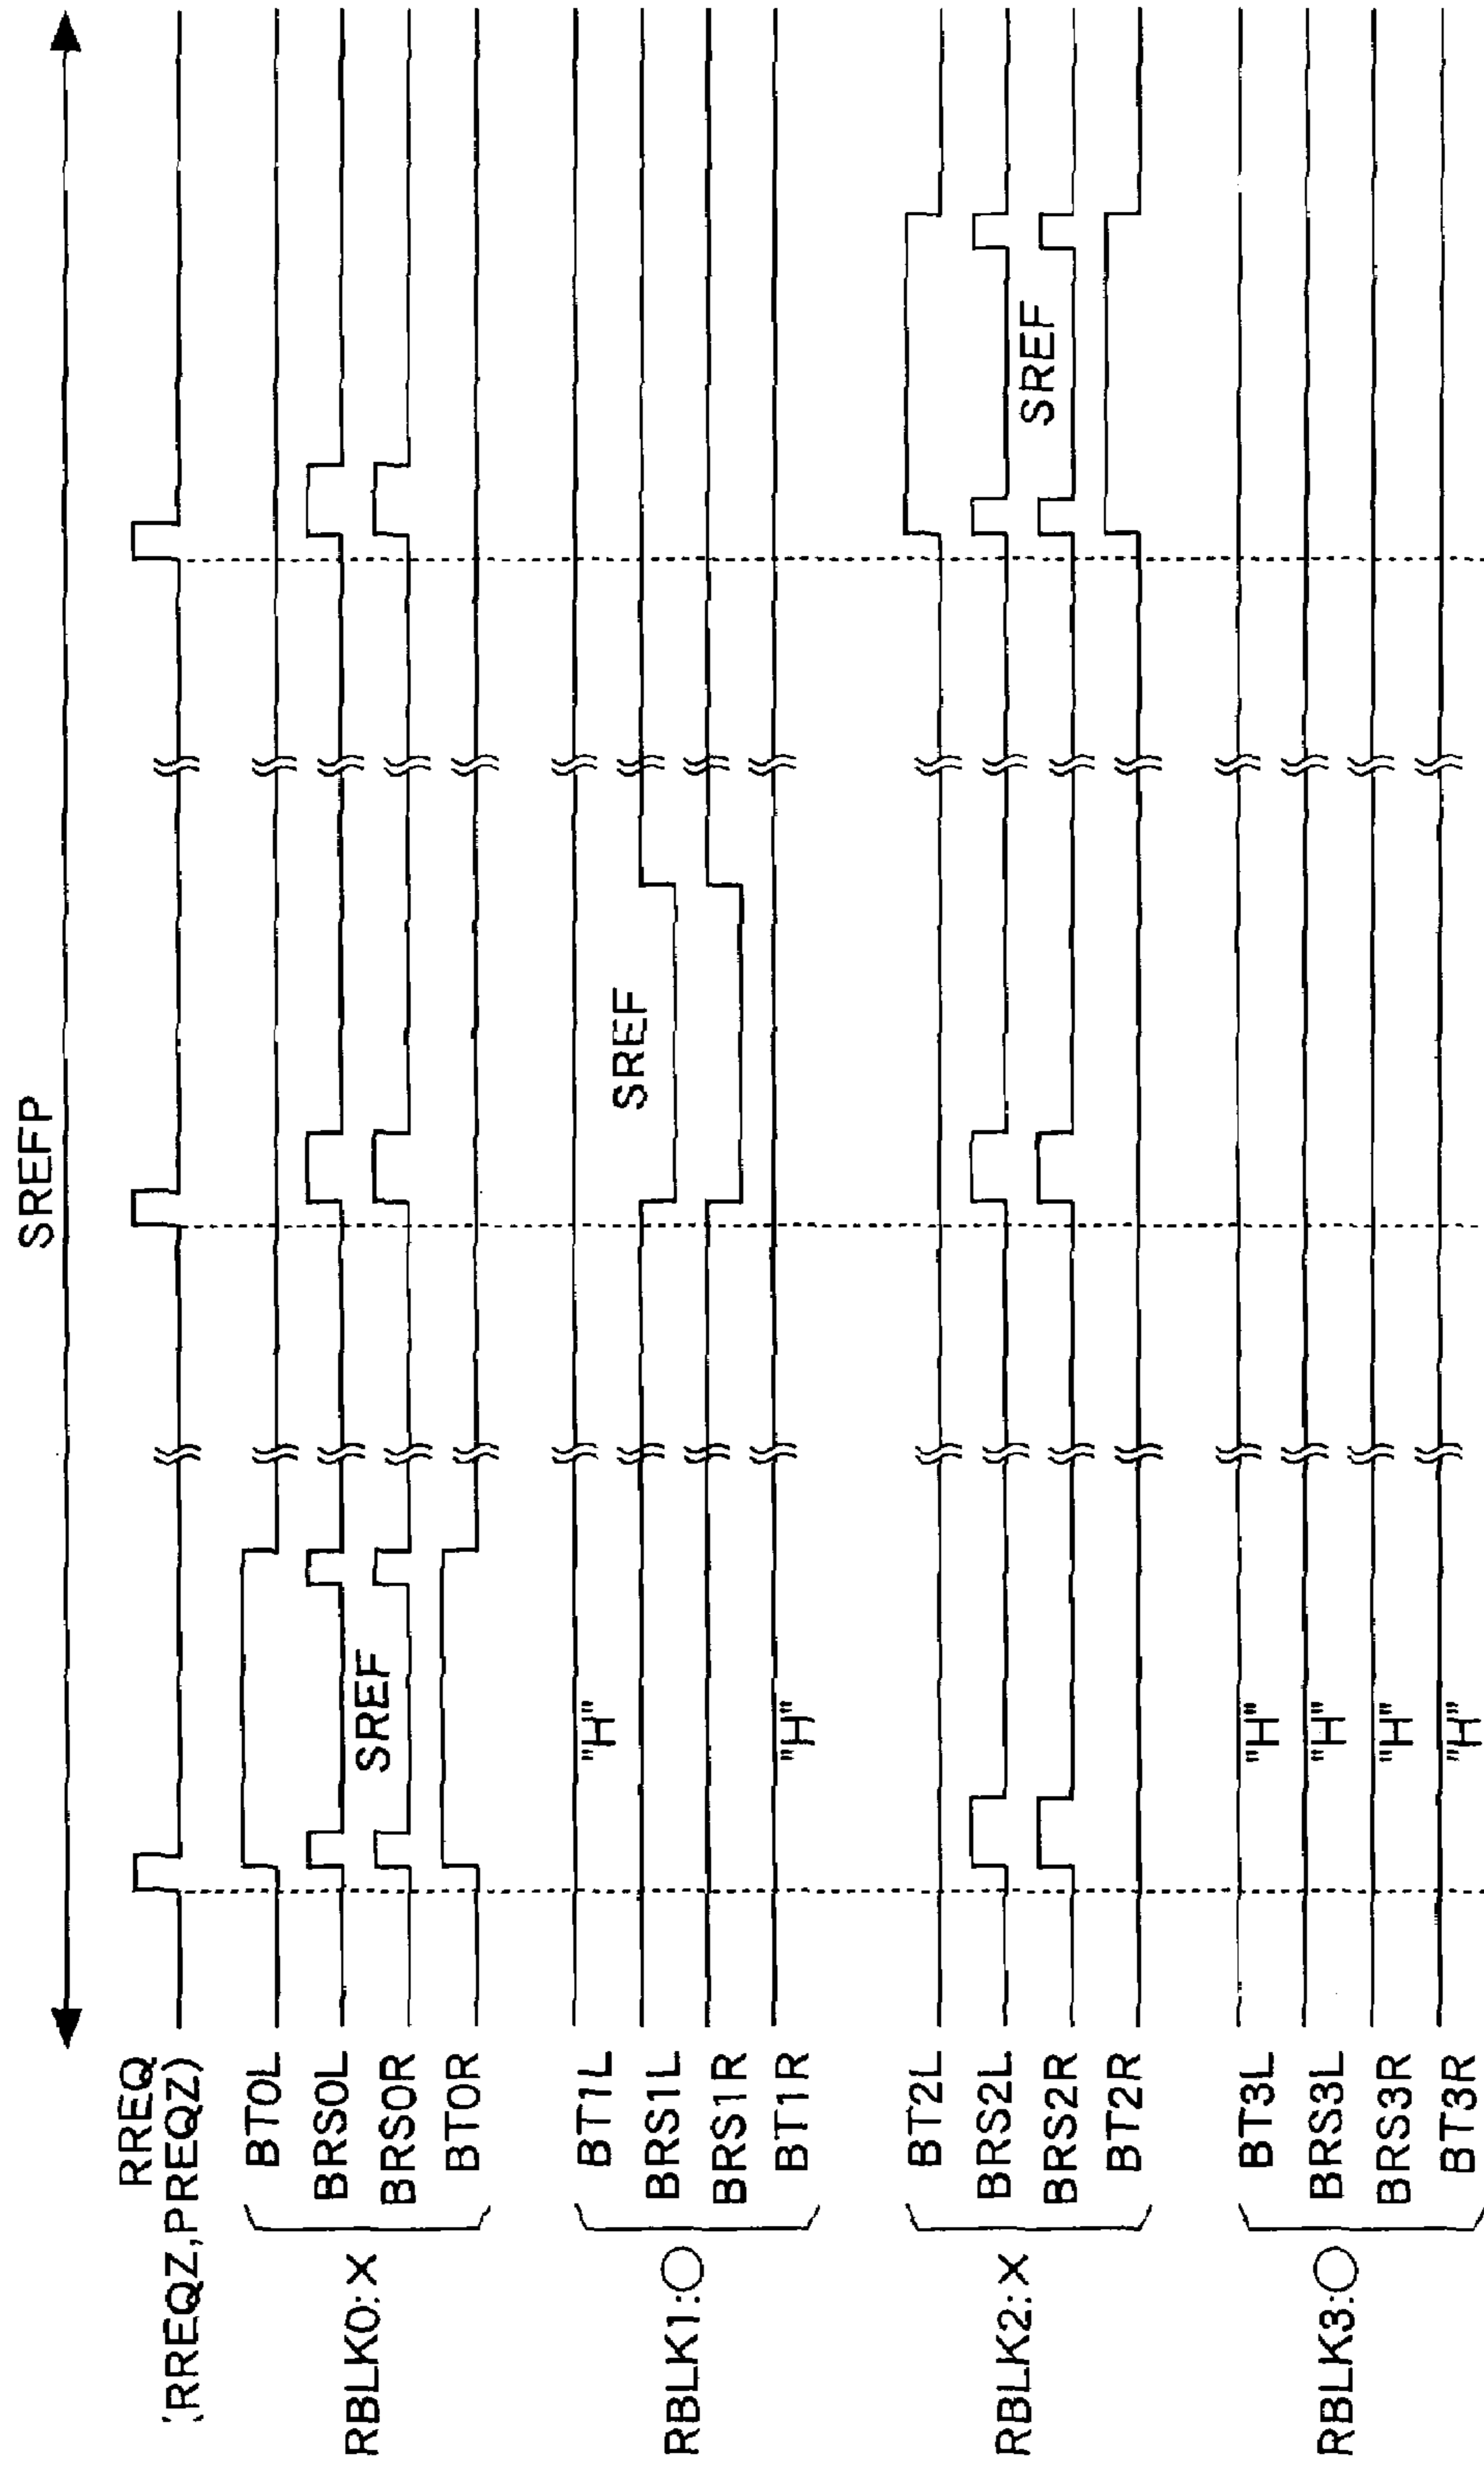 SREFP
RREQ
(RREQZ,PREQZ)
RBLK0:×
BT0L
BRS0L
SREF
BRS0R
BT0R
RBLK1:○
BT1L
"H"
SREF
BRS1L
BRS1R
BT1R
"H"
RBLK2:×
BT2L
BRS2L
SREF
BRS2R
BT2R
RBLK3:○
BT3L
"H"
BRS3L
"H"
BRS3R
"H"
BT3R
"H"